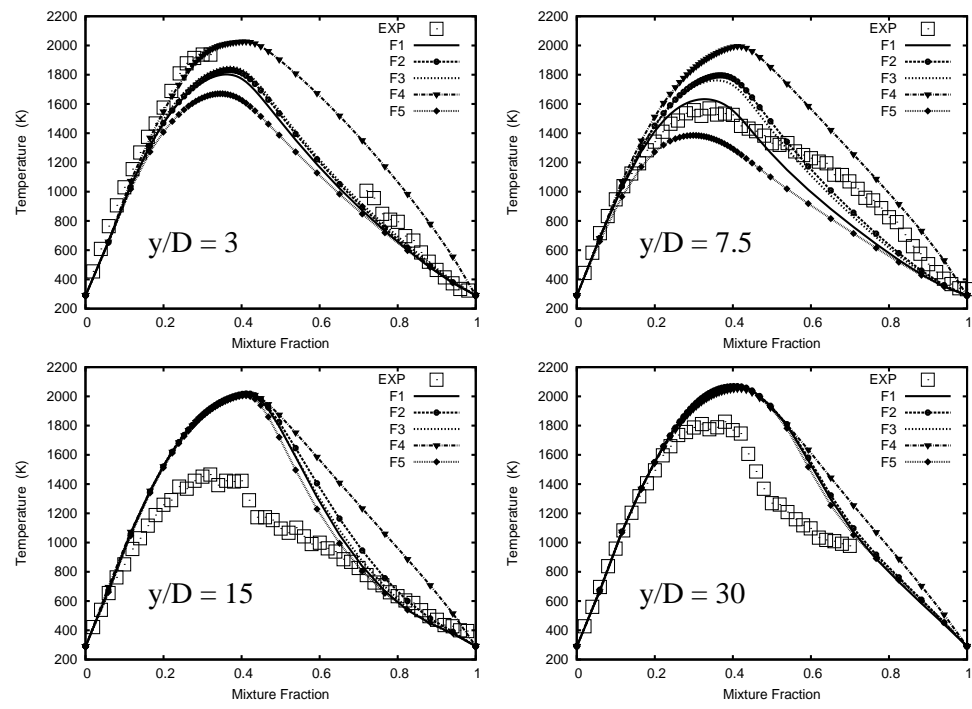 2200
2000
1800
1600
1400
1200
1000
800
600
400
200
Temperature (K)
EXP
F1
F2
F3
F4
F5
y/D = 3
0 0.2 0.4 0.6 0.8 1
Mixture Fraction
2200
2000
1800
1600
1400
1200
1000
800
600
400
200
Temperature (K)
EXP
F1
F2
F3
F4
F5
y/D = 7.5
0 0.2 0.4 0.6 0.8 1
Mixture Fraction
2200
2000
1800
1600
1400
1200
1000
800
600
400
200
Temperature (K)
EXP
F1
F2
F3
F4
F5
y/D = 15
0 0.2 0.4 0.6 0.8 1
Mixture Fraction
2200
2000
1800
1600
1400
1200
1000
800
600
400
200
Temperature (K)
EXP
F1
F2
F3
F4
F5
y/D = 30
0 0.2 0.4 0.6 0.8 1
Mixture Fraction